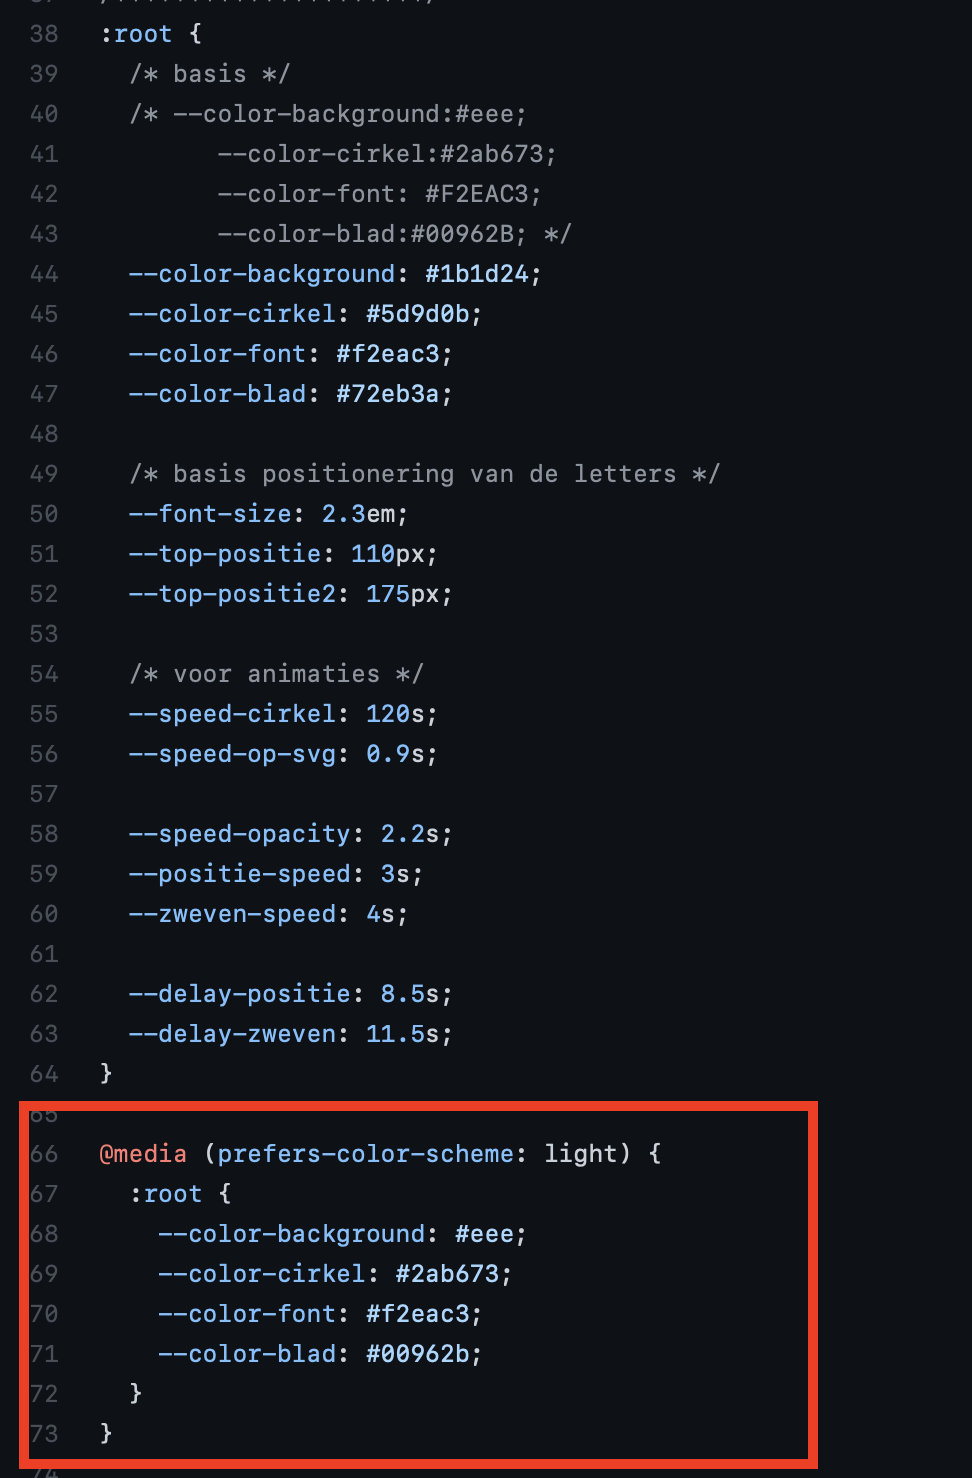 38 :root {
39 /* basis */
40 /* --color-background:#eee;
41 --color-cirkel:#2ab673;
42 --color-font: #F2EAC3;
43 --color-blad:#00962B; */
44 --color-background: #1b1d24;
45 --color-cirkel: #5d9d0b;
46 --color-font: #f2eac3;
47 --color-blad: #72eb3a;
48
49 /* basis positionering van de letters */
50 --font-size: 2.3em;
51 --top-positie: 110px;
52 --top-positie2: 175px;
53
54 /* voor animaties */
55 --speed-cirkel: 120s;
56 --speed-op-svg: 0.9s;
57
58 --speed-opacity: 2.2s;
59 --positie-speed: 3s;
60 --zweven-speed: 4s;
61
62 --delay-positie: 8.5s;
63 --delay-zweven: 11.5s;
64 }
65
66 @media (prefers-color-scheme: light) {
67 :root {
68 --color-background: #eee;
69 --color-cirkel: #2ab673;
70 --color-font: #f2eac3;
71 --color-blad: #00962b;
72 }
73 }
74